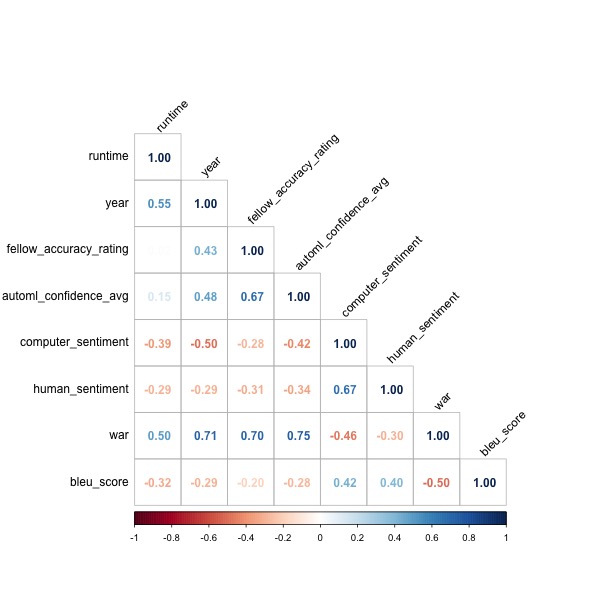 runtime
runtime 1.00
year
year 0.55 1.00
fellow_accuracy_rating
fellow_accuracy_rating 0.43 1.00
automl_confidence_avg
automl_confidence_avg 0.15 0.48 0.67 1.00
computer_sentiment
computer_sentiment -0.39 -0.50 -0.28 -0.42 1.00
human_sentiment
human_sentiment -0.29 -0.29 -0.31 -0.34 0.67 1.00
war
war 0.50 0.71 0.70 0.75 -0.46 -0.30 1.00
bleu_score
bleu_score -0.32 -0.29 -0.20 -0.28 0.42 0.40 -0.50 1.00
-1 -0.8 -0.6 -0.4 -0.2 0 0.2 0.4 0.6 0.8 1